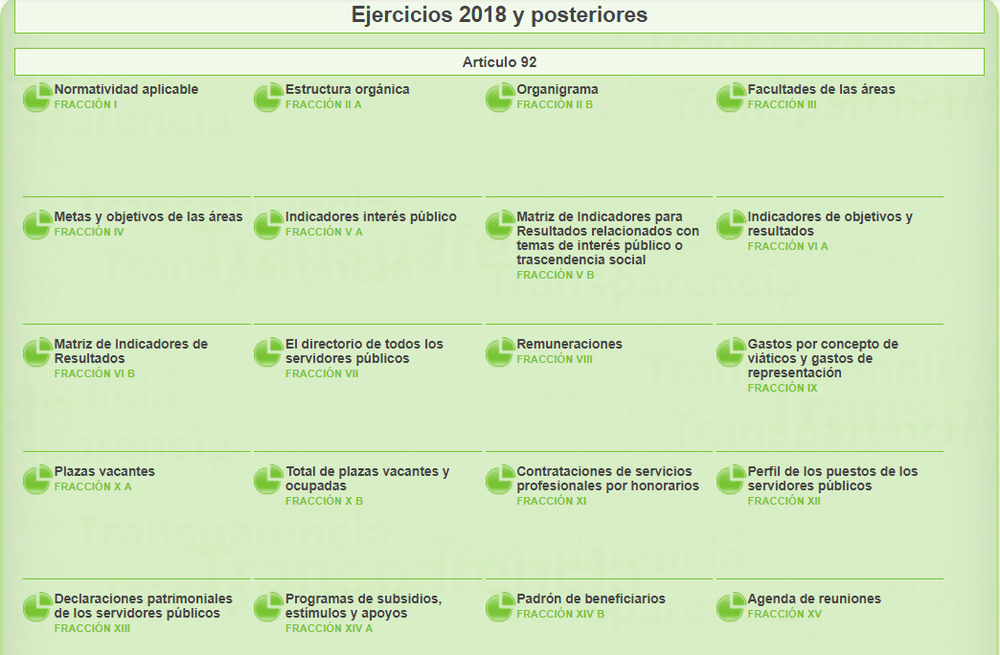 Ejercicios 2018 y posteriores
Artículo 92
Normatividad aplicable
FRACCIÓN I
Estructura orgánica
FRACCIÓN II A
Organigrama
FRACCIÓN II B
Facultades de las áreas
FRACCIÓN III
Metas y objetivos de las áreas
FRACCIÓN IV
Indicadores interés público
FRACCIÓN V A
Matriz de Indicadores para
Resultados relacionados con
temas de interés público o
trascendencia social
FRACCIÓN V B
Indicadores de objetivos y
resultados
FRACCIÓN VI A
Matriz de Indicadores de
Resultados
FRACCIÓN VI B
El directorio de todos los
servidores públicos
FRACCIÓN VII
Remuneraciones
FRACCIÓN VIII
Gastos por concepto de
viáticos y gastos de
representación
FRACCIÓN IX
Plazas vacantes
FRACCIÓN X A
Total de plazas vacantes y
ocupadas
FRACCIÓN X B
Contrataciones de servicios
profesionales por honorarios
FRACCIÓN XI
Perfil de los puestos de los
servidores públicos
FRACCIÓN XII
Declaraciones patrimoniales
de los servidores públicos
FRACCIÓN XIII
Programas de subsidios,
estímulos y apoyos
FRACCIÓN XIV A
Padrón de beneficiarios
FRACCIÓN XIV B
Agenda de reuniones
FRACCIÓN XV